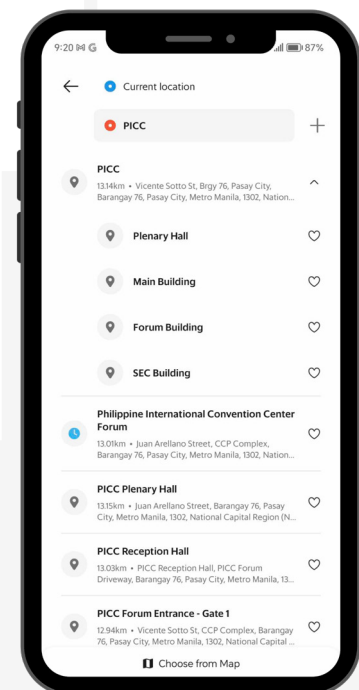 9:20 G 87%
Current location
PICC
PICC
13.14km • Vicente Sotto St, Brgy 76, Pasay City,
Barangay 76, Pasay City, Metro Manila, 1302, Nation...
Plenary Hall
Main Building
Forum Building
SEC Building
Philippine International Convention Center
Forum
13.01km • Juan Arellano Street, CCP Complex,
Barangay 76, Pasay City, Metro Manila, 1302, Nation...
PICC Plenary Hall
13.15km • Juan Arellano Street, Barangay 76, Pasay
City, Metro Manila, 1302, National Capital Region (N...
PICC Reception Hall
13.03km • PICC Reception Hall, PICC Forum
Driveway, Barangay 76, Pasay City, Metro Manila, 13...
PICC Forum Entrance - Gate 1
12.94km • Vicente Sotto St, CCP Complex, Barangay
76, Pasay City, Metro Manila, 1302, National Capital ...
Choose from Map